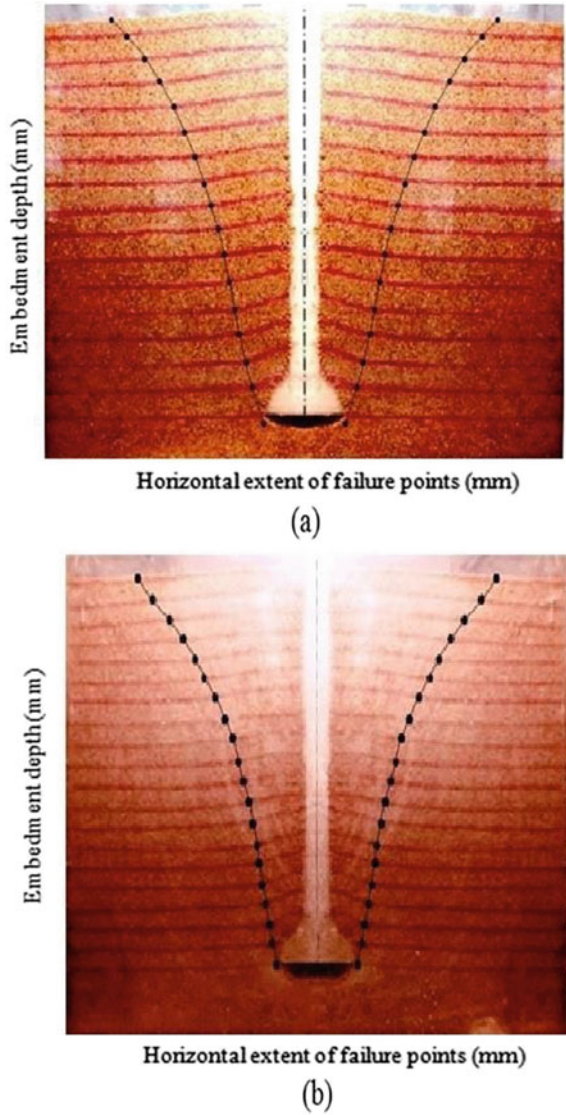 Embedment depth (mm)
Horizontal extent of failure points (mm)
(a)
Embedment depth (mm)
Horizontal extent of failure points (mm)
(b)